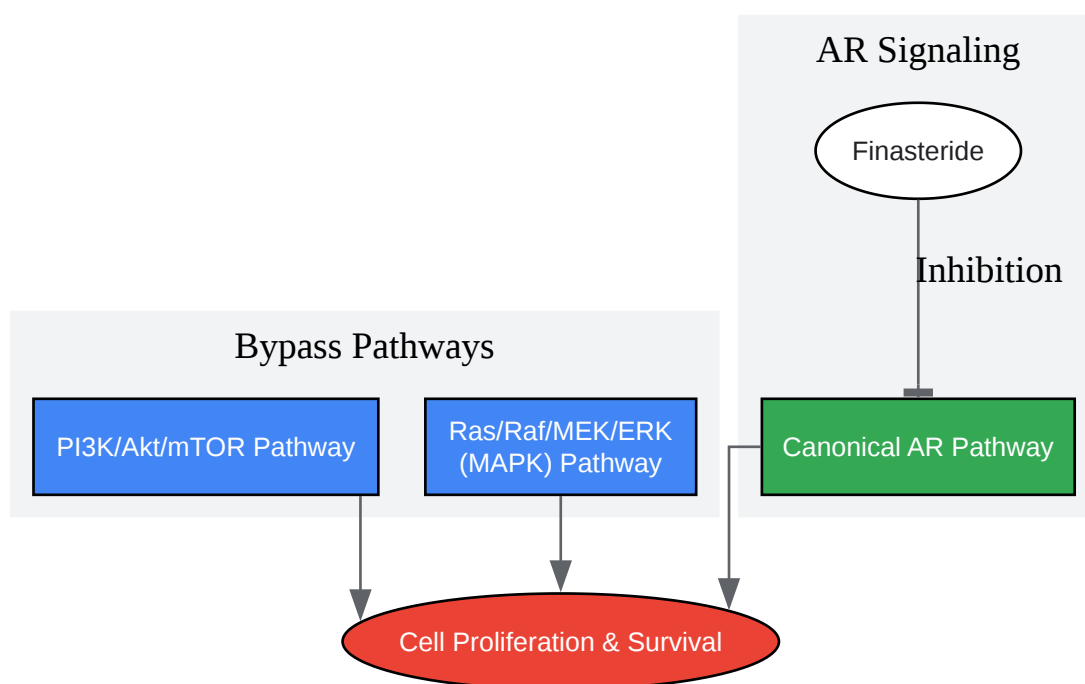 AR Signaling
Finasteride
Inhibition
Bypass Pathways
PI3K/Akt/mTOR Pathway
Ras/Raf/MEK/ERK
(MAPK) Pathway
Canonical AR Pathway
Cell Proliferation & Survival